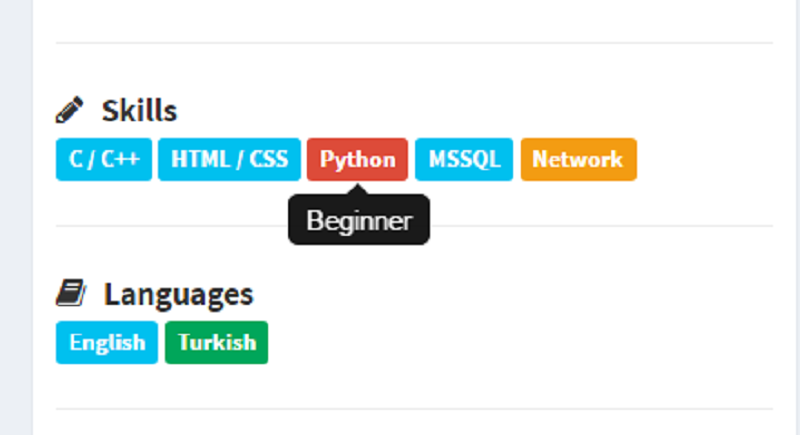 Skills
C / C++ HTML / CSS Python MSSQL Network
Beginner
Languages
English Turkish